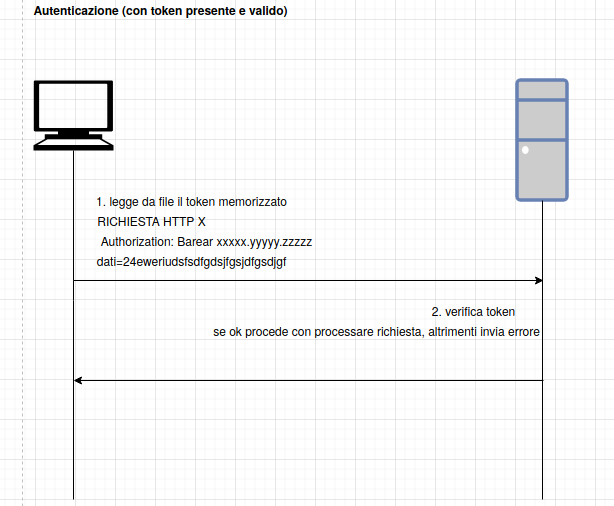 Autenticazione (con token presente e valido)
1. legge da file il token memorizzato
RICHIESTA HTTP X
Authorization: Barear xxxxx.yyyyy.zzzzz
dati=24eweriudsfsdfgdsjfgsjdfgsdjgf
2. verifica token
se ok procede con processare richiesta, altrimenti invia errore